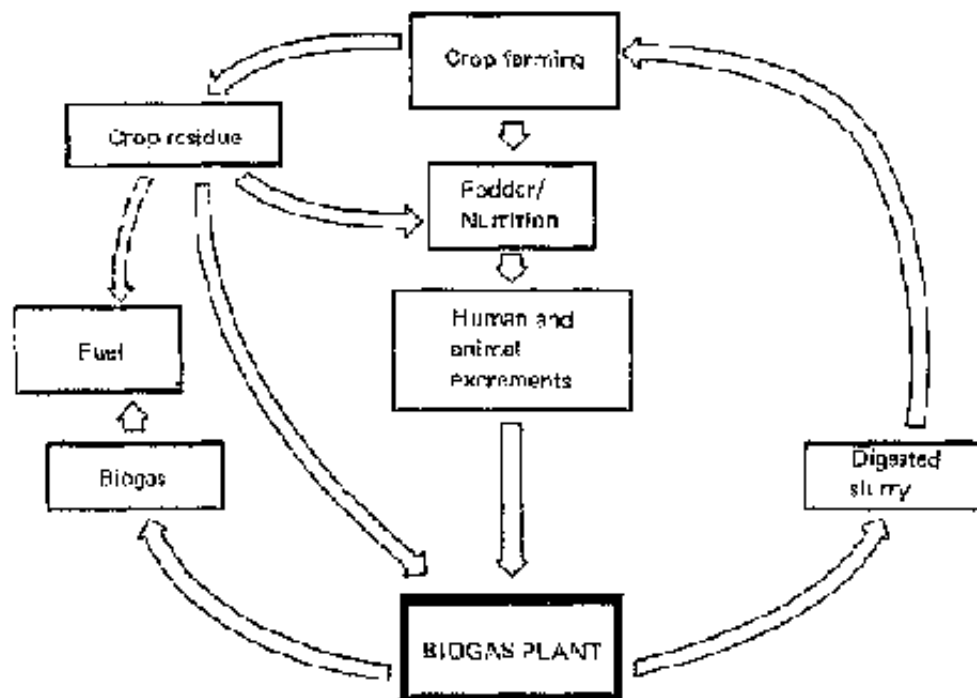 Crop farming
Crop residue
Fodder/
Nutrition
Human and
animal
excrements
Fuel
Biogas
Digested
slurry
BIOGAS PLANT